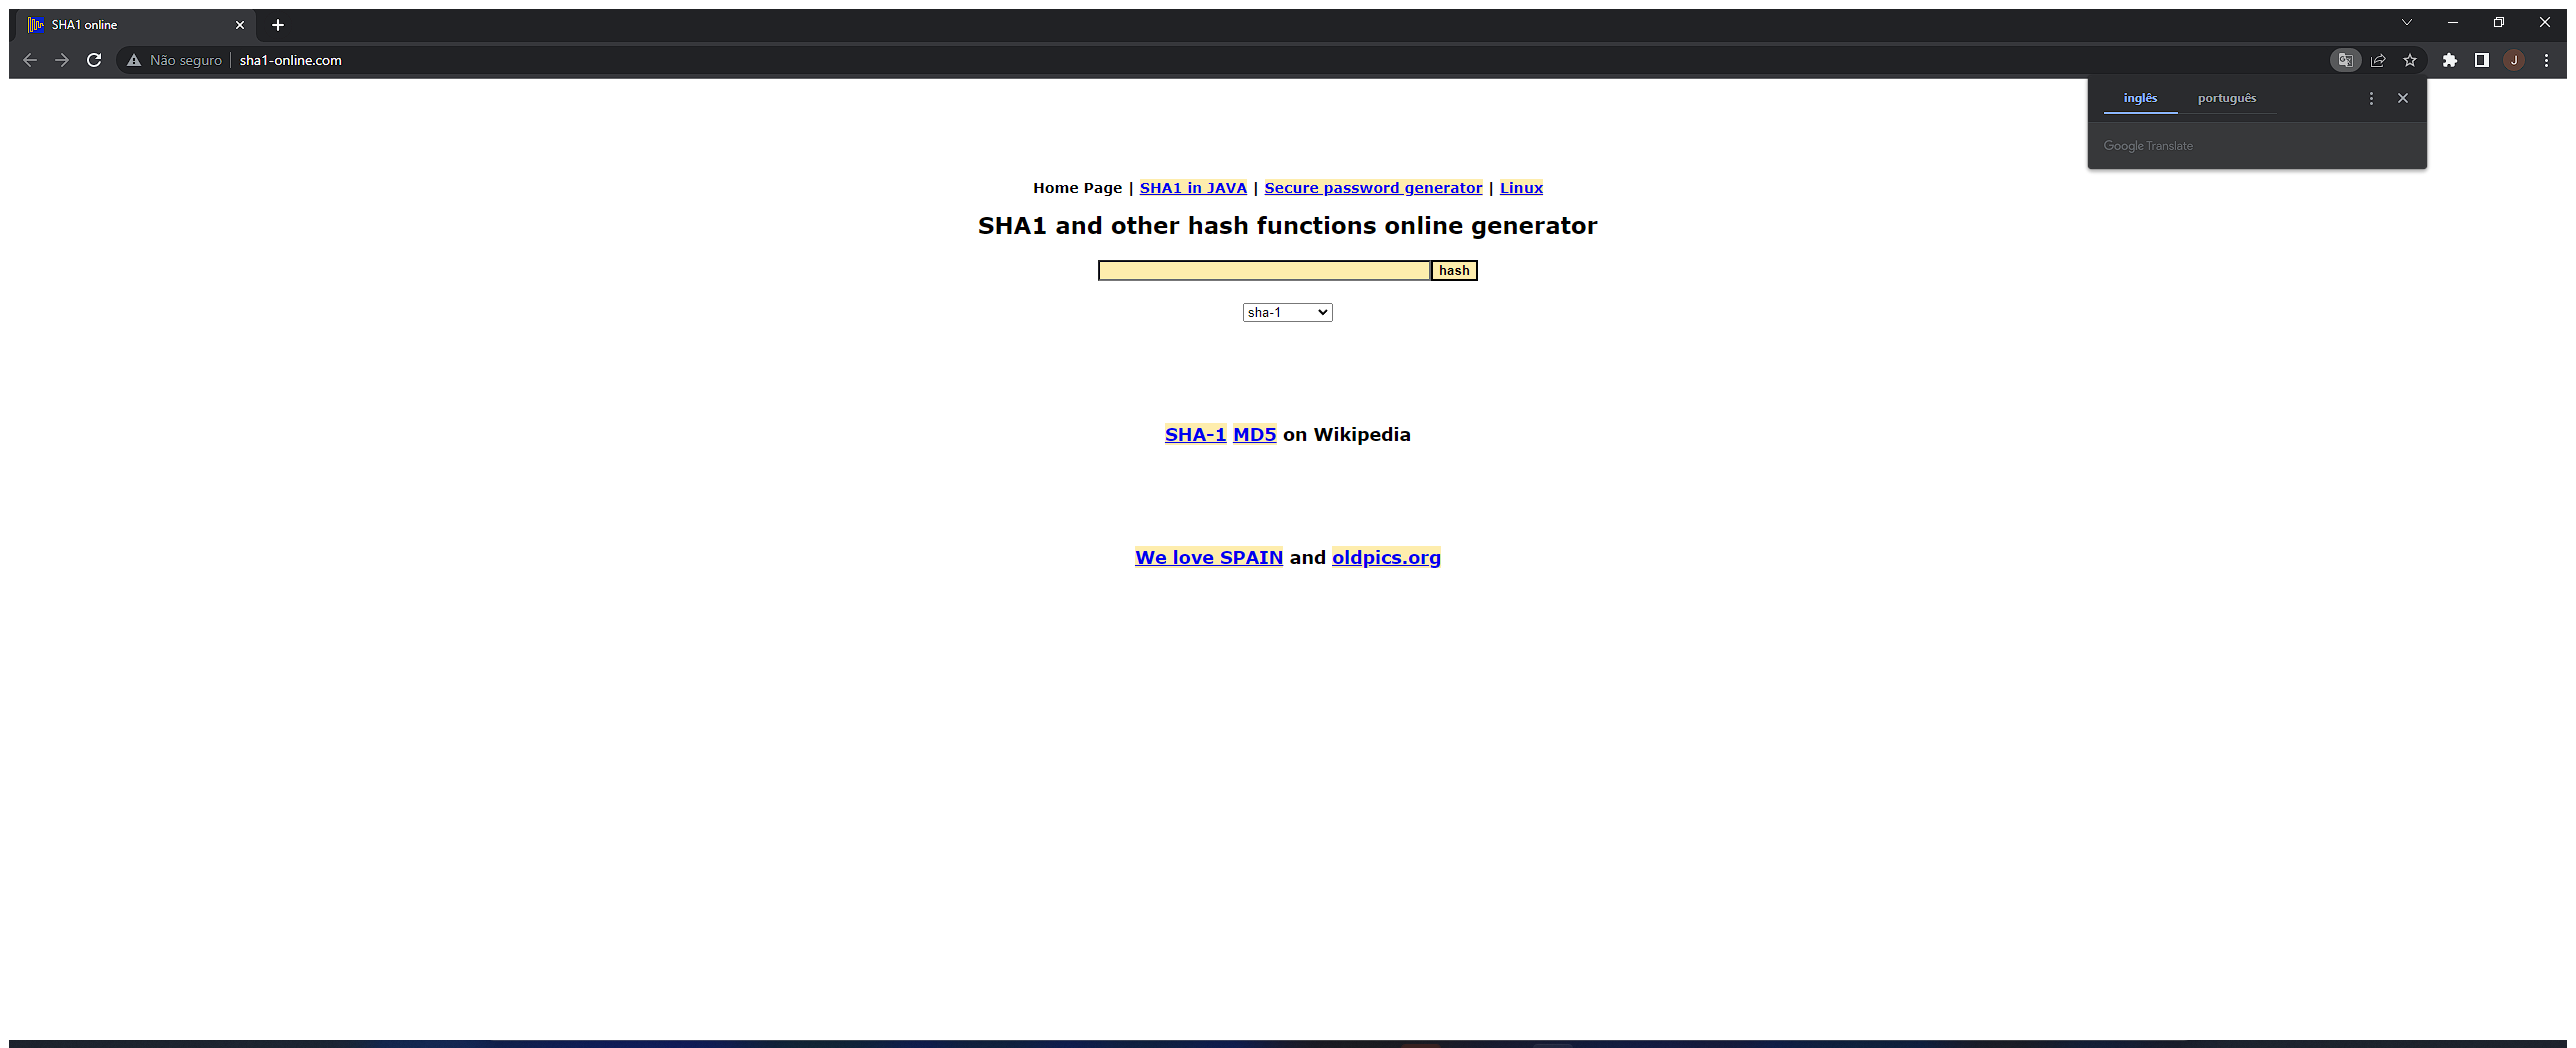 SHA1 online
Não seguro | sha1-online.com
J
inglês português
Google Translate
Home Page | SHA1 in JAVA | Secure password generator | Linux
SHA1 and other hash functions online generator
hash
sha-1
SHA-1 MD5 on Wikipedia
We love SPAIN and oldpics.org